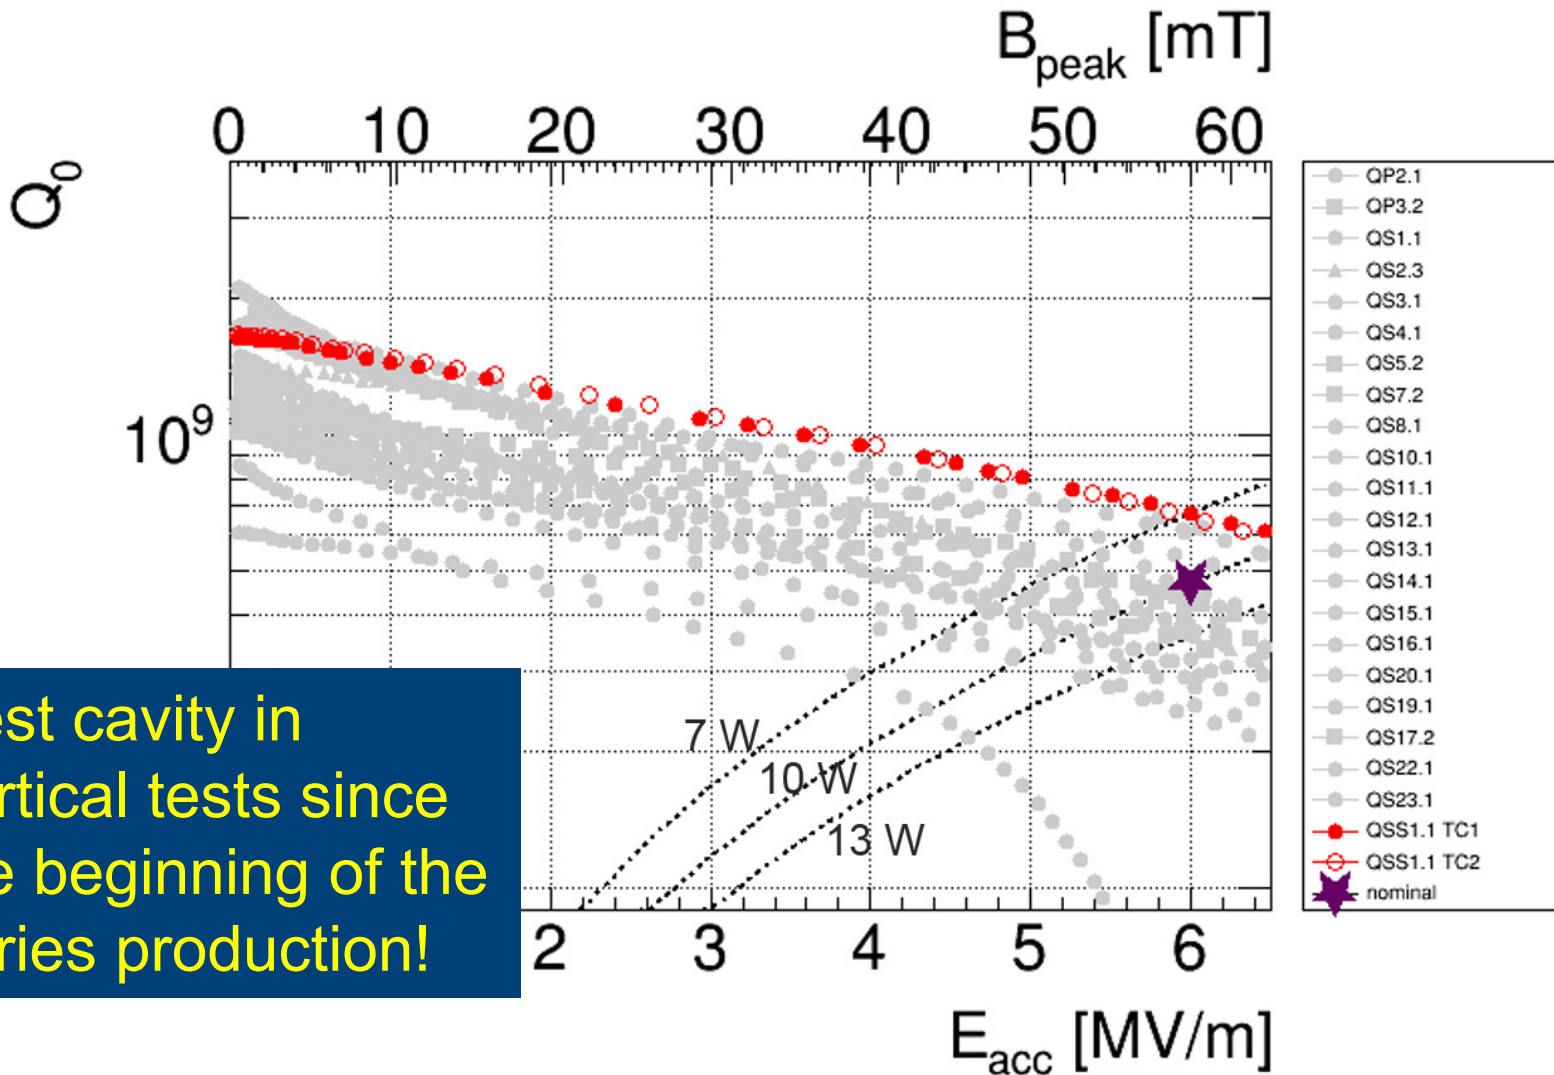 B_peak [mT]
0 10 20 30 40 50 60
Q_0
10^9
7 W
10 W
13 W
2 3 4 5 6
E_acc [MV/m]
QP2.1
QP3.2
QS1.1
QS2.3
QS3.1
QS4.1
QS5.2
QS7.2
QS8.1
QS10.1
QS11.1
QS12.1
QS13.1
QS14.1
QS15.1
QS16.1
QS20.1
QS19.1
QS17.2
QS22.1
QS23.1
QSS1.1 TC1
QSS1.1 TC2
nominal
est cavity in
rtical tests since
e beginning of the
ries production!